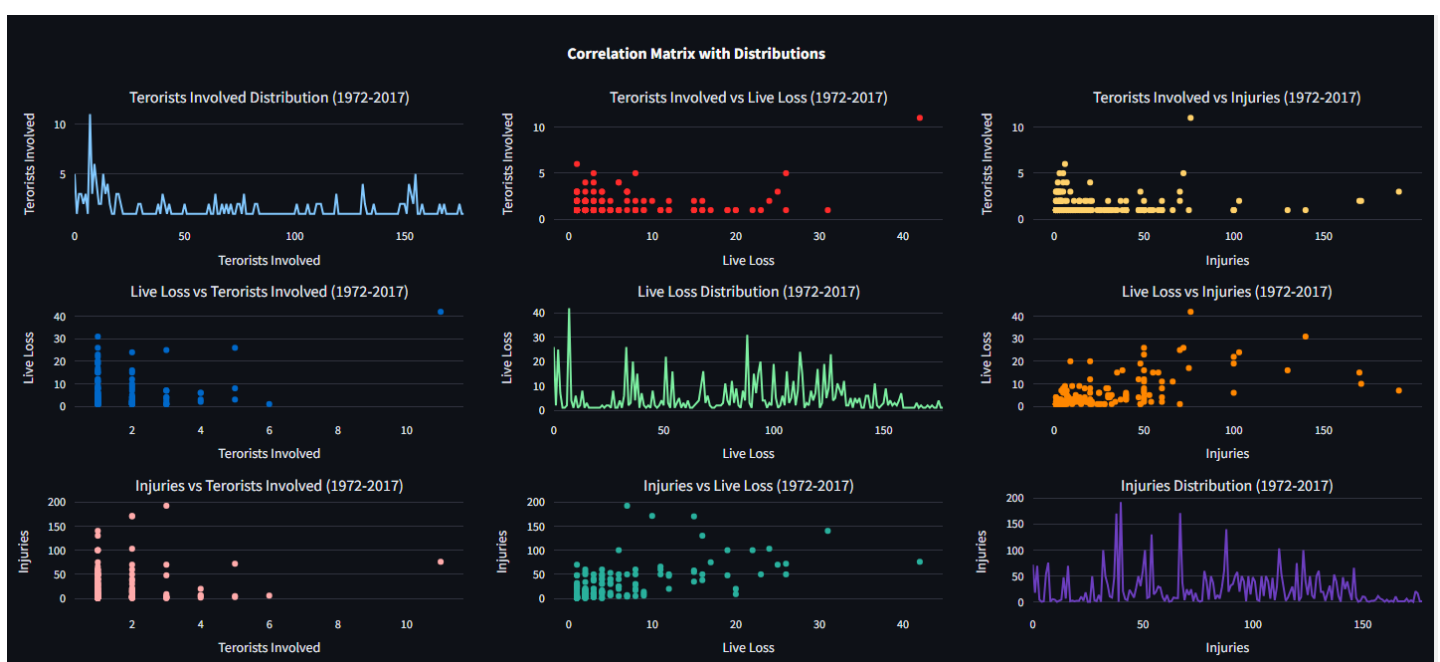 Correlation Matrix with Distributions
Terorists Involved Distribution (1972-2017)
Terorists Involved
10
5
0 50 100 150
Terorists Involved
Terorists Involved vs Live Loss (1972-2017)
Terorists Involved
10
5
0
0 10 20 30 40
Live Loss
Terorists Involved vs Injuries (1972-2017)
Terorists Involved
10
5
0
0 50 100 150
Injuries
Live Loss vs Terorists Involved (1972-2017)
Live Loss
40
30
20
10
0
2 4 6 8 10
Terorists Involved
Live Loss Distribution (1972-2017)
Live Loss
40
30
20
10
0
0 50 100 150
Live Loss
Live Loss vs Injuries (1972-2017)
Live Loss
40
30
20
10
0
0 50 100 150
Injuries
Injuries vs Terorists Involved (1972-2017)
Injuries
200
150
100
50
0
2 4 6 8 10
Terorists Involved
Injuries vs Live Loss (1972-2017)
Injuries
200
150
100
50
0
0 10 20 30 40
Live Loss
Injuries Distribution (1972-2017)
Injuries
200
150
100
50
0
0 50 100 150
Injuries